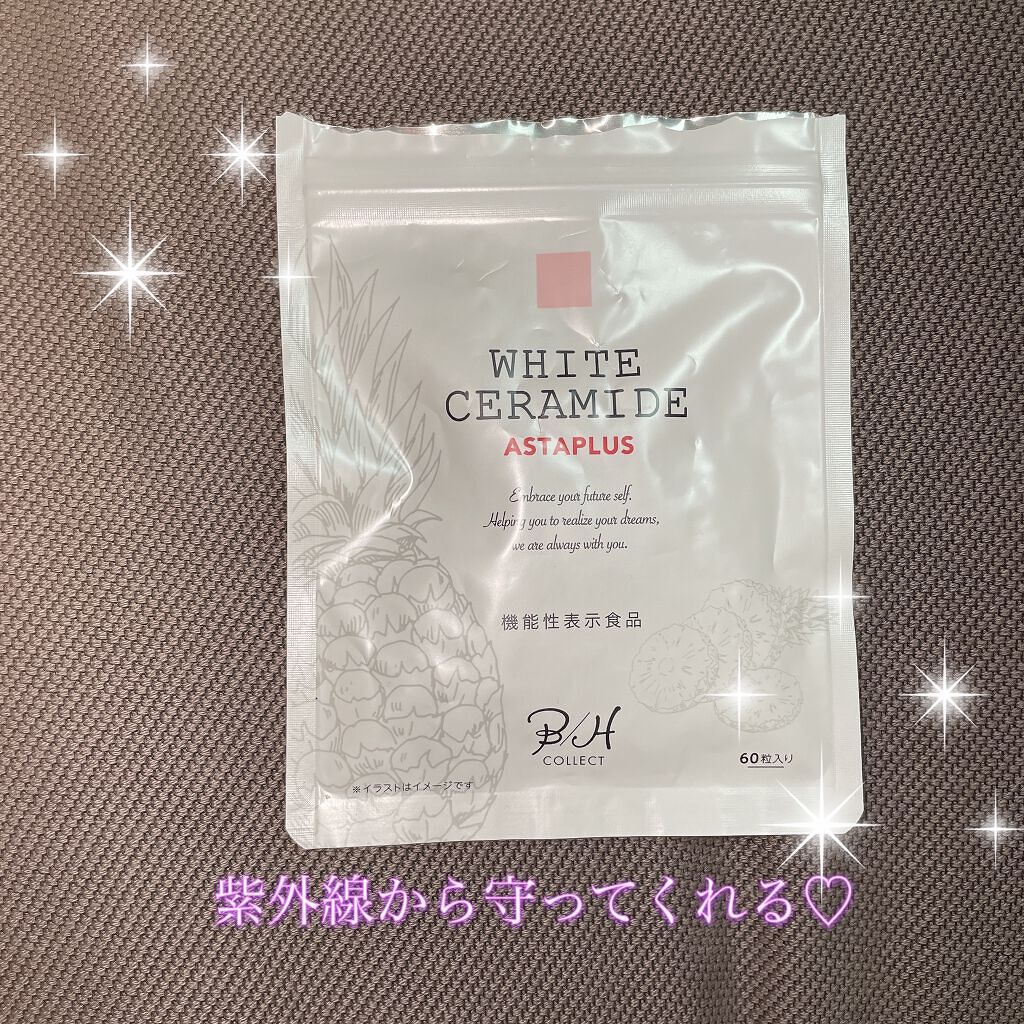 WHITE
CERAMIDE
ASTAPLUS
Embrace your future self.
Helping you to realize your dreams,
we are always with you.
機能性表示食品
B/H
COLLECT
60粒入り
※イラストはイメージです
紫外線から守ってくれる♡